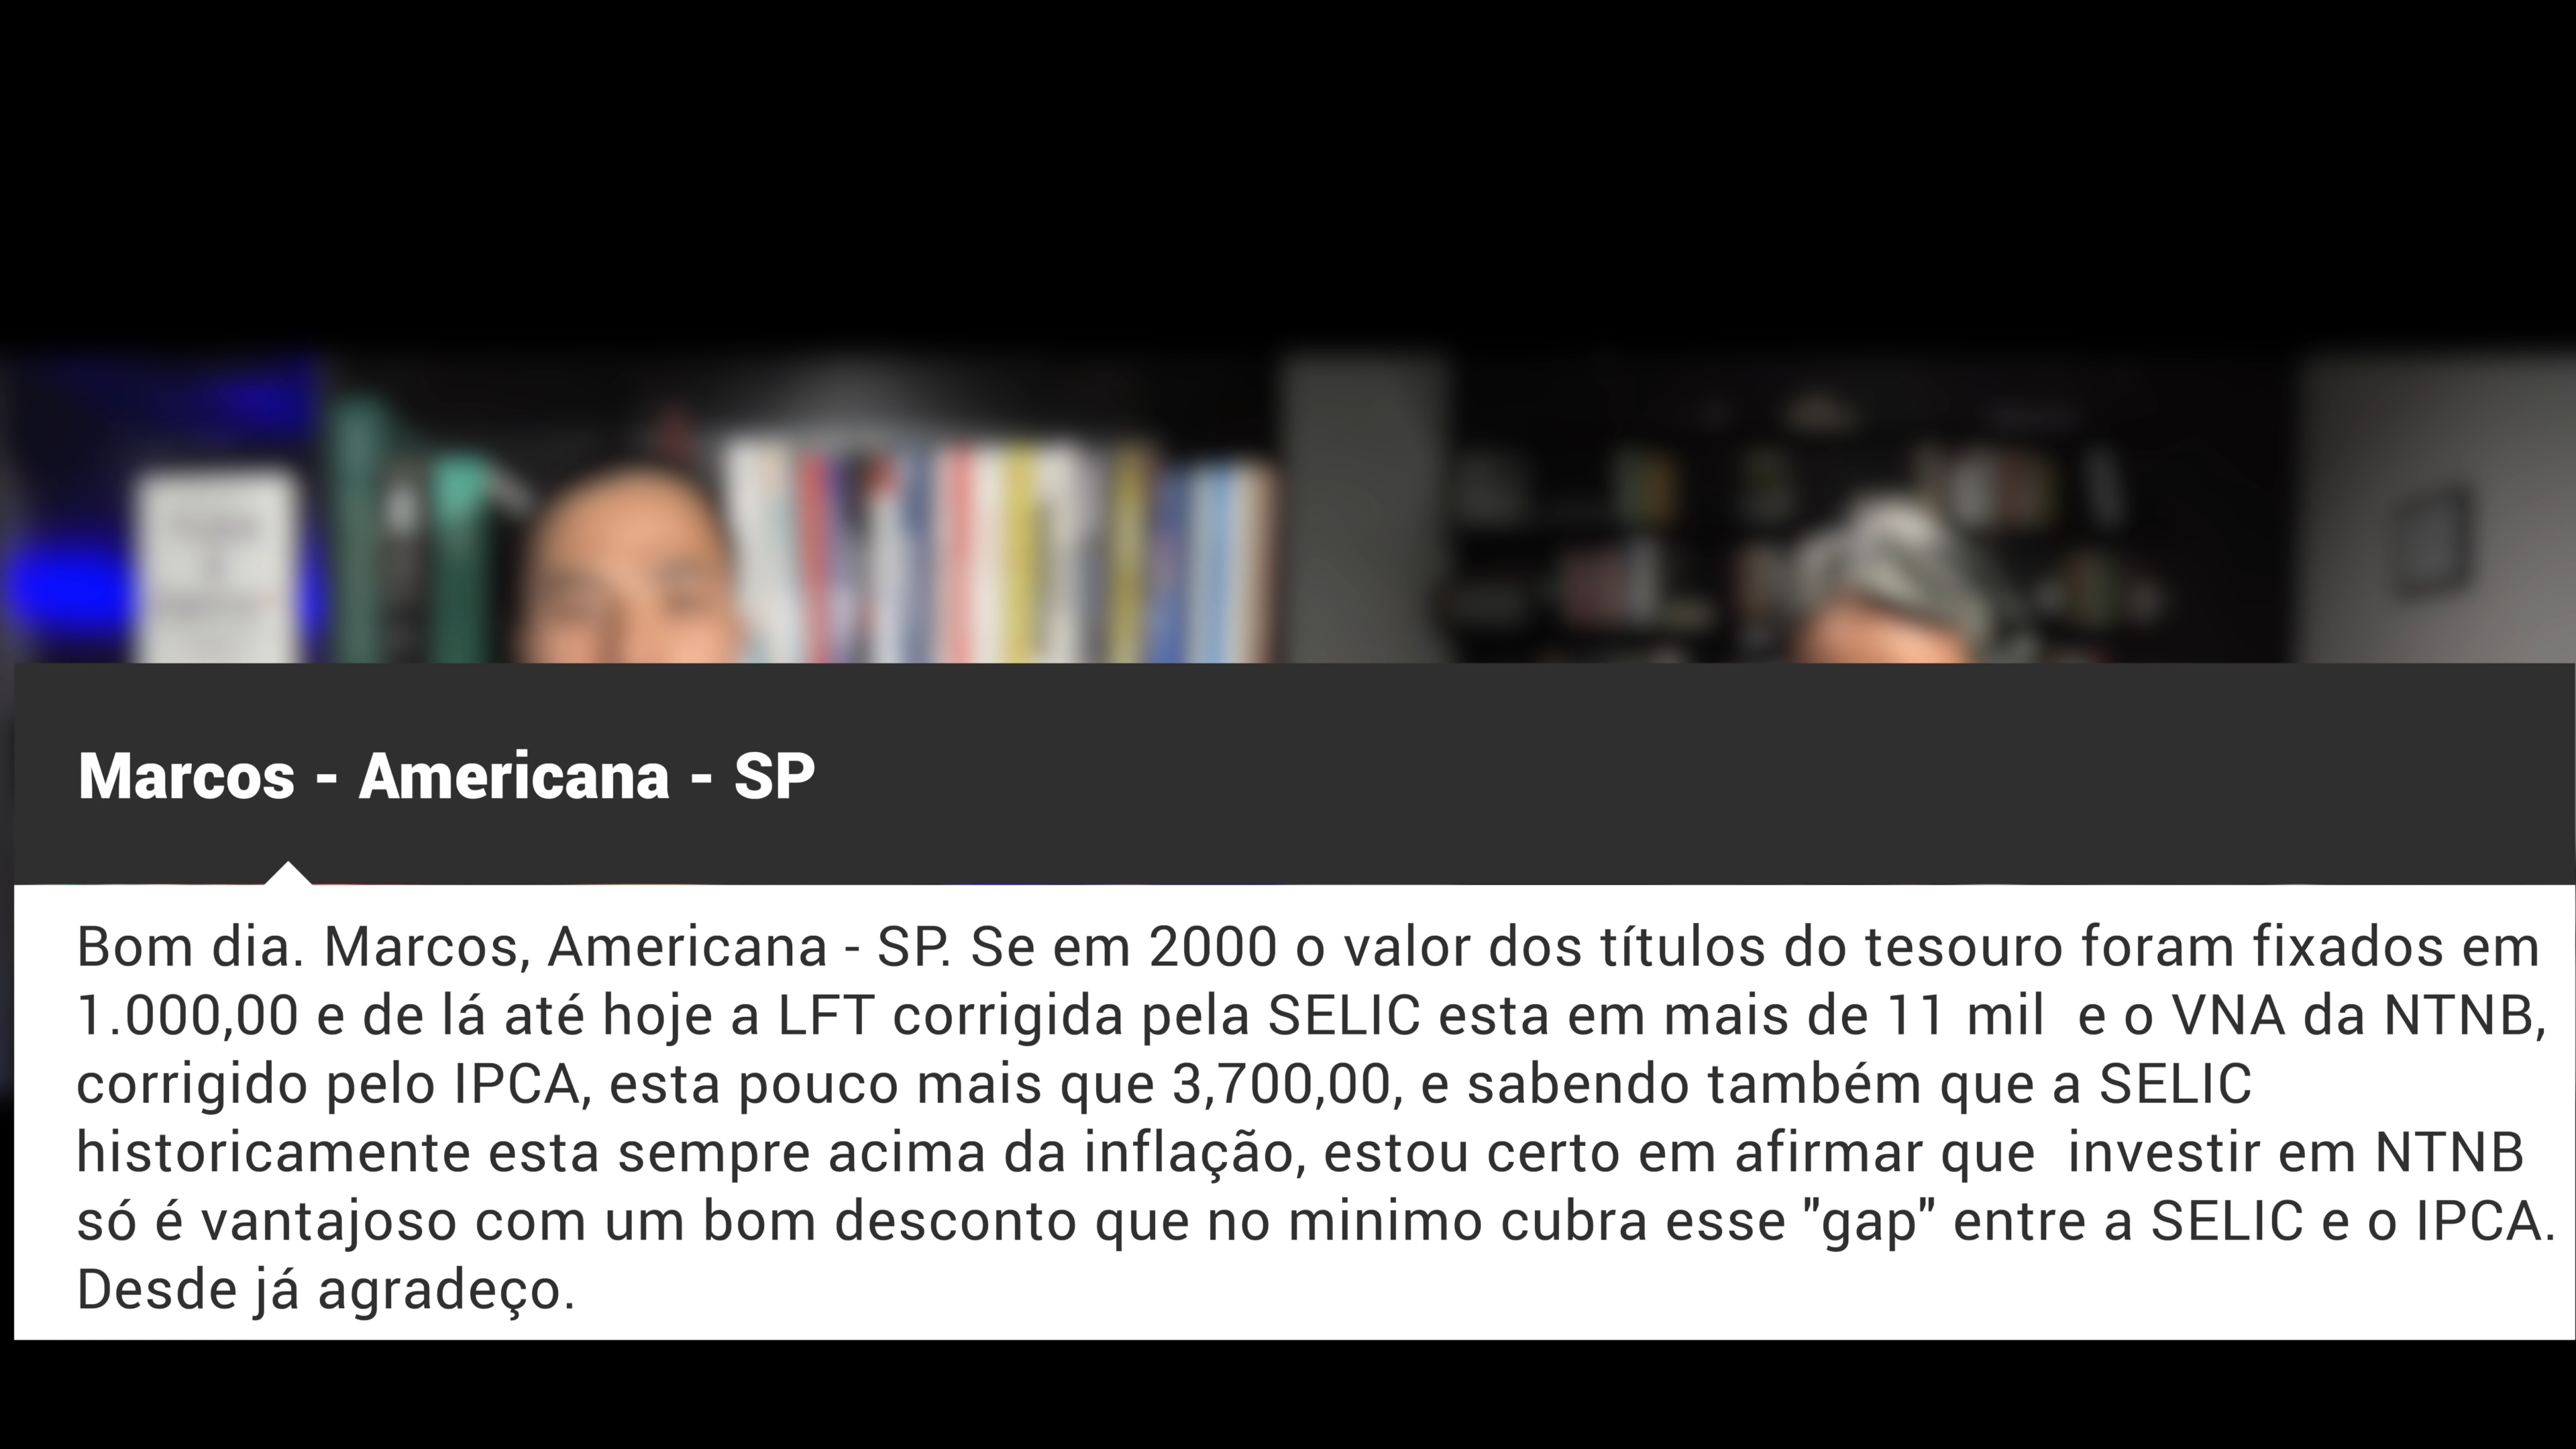 Marcos - Americana - SP
Bom dia. Marcos, Americana - SP. Se em 2000 o valor dos títulos do tesouro foram fixados em
1.000,00 e de lá até hoje a LFT corrigida pela SELIC esta em mais de 11 mil  e o VNA da NTNB,
corrigido pelo IPCA, esta pouco mais que 3,700,00, e sabendo também que a SELIC
historicamente esta sempre acima da inflação, estou certo em afirmar que  investir em NTNB
só é vantajoso com um bom desconto que no minimo cubra esse "gap" entre a SELIC e o IPCA.
Desde já agradeço.